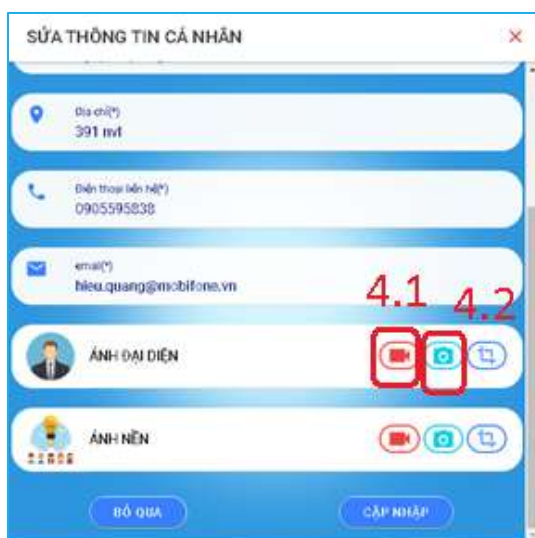 SỬA THÔNG TIN CÁ NHÂN
Địa chỉ(*)
391 nvt
Điện thoại liên hệ(*)
0905595838
email(*)
hieu.quang@mobifone.vn
4.1
4.2
ẢNH ĐẠI DIỆN
ẢNH NỀN
BỎ QUA
CẬP NHẬP